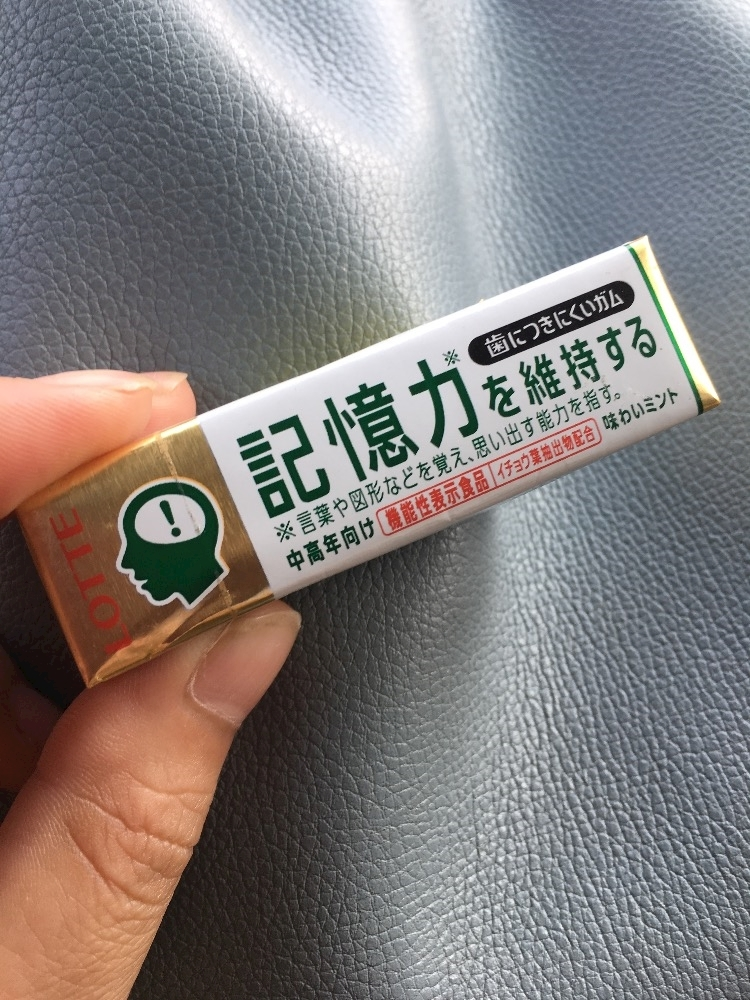 歯につきにくいガム
記憶力※を維持する
※言葉や図形などを覚え、思い出す能力を指す。
中高年向け 機能性表示食品 イチョウ葉抽出物配合 味わいミント
LOTTE